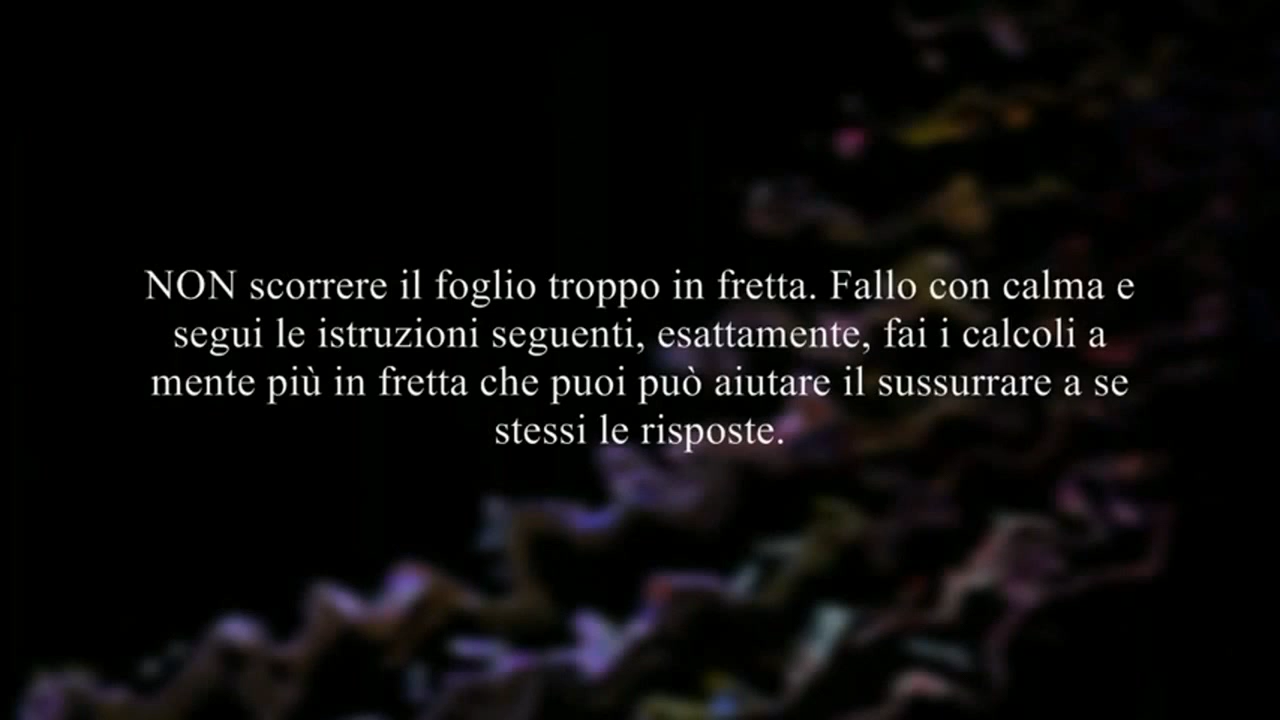 NON scorrere il foglio troppo in fretta. Fallo con calma e
segui le istruzioni seguenti, esattamente, fai i calcoli a
mente più in fretta che puoi può aiutare il sussurrare a se
stessi le risposte.